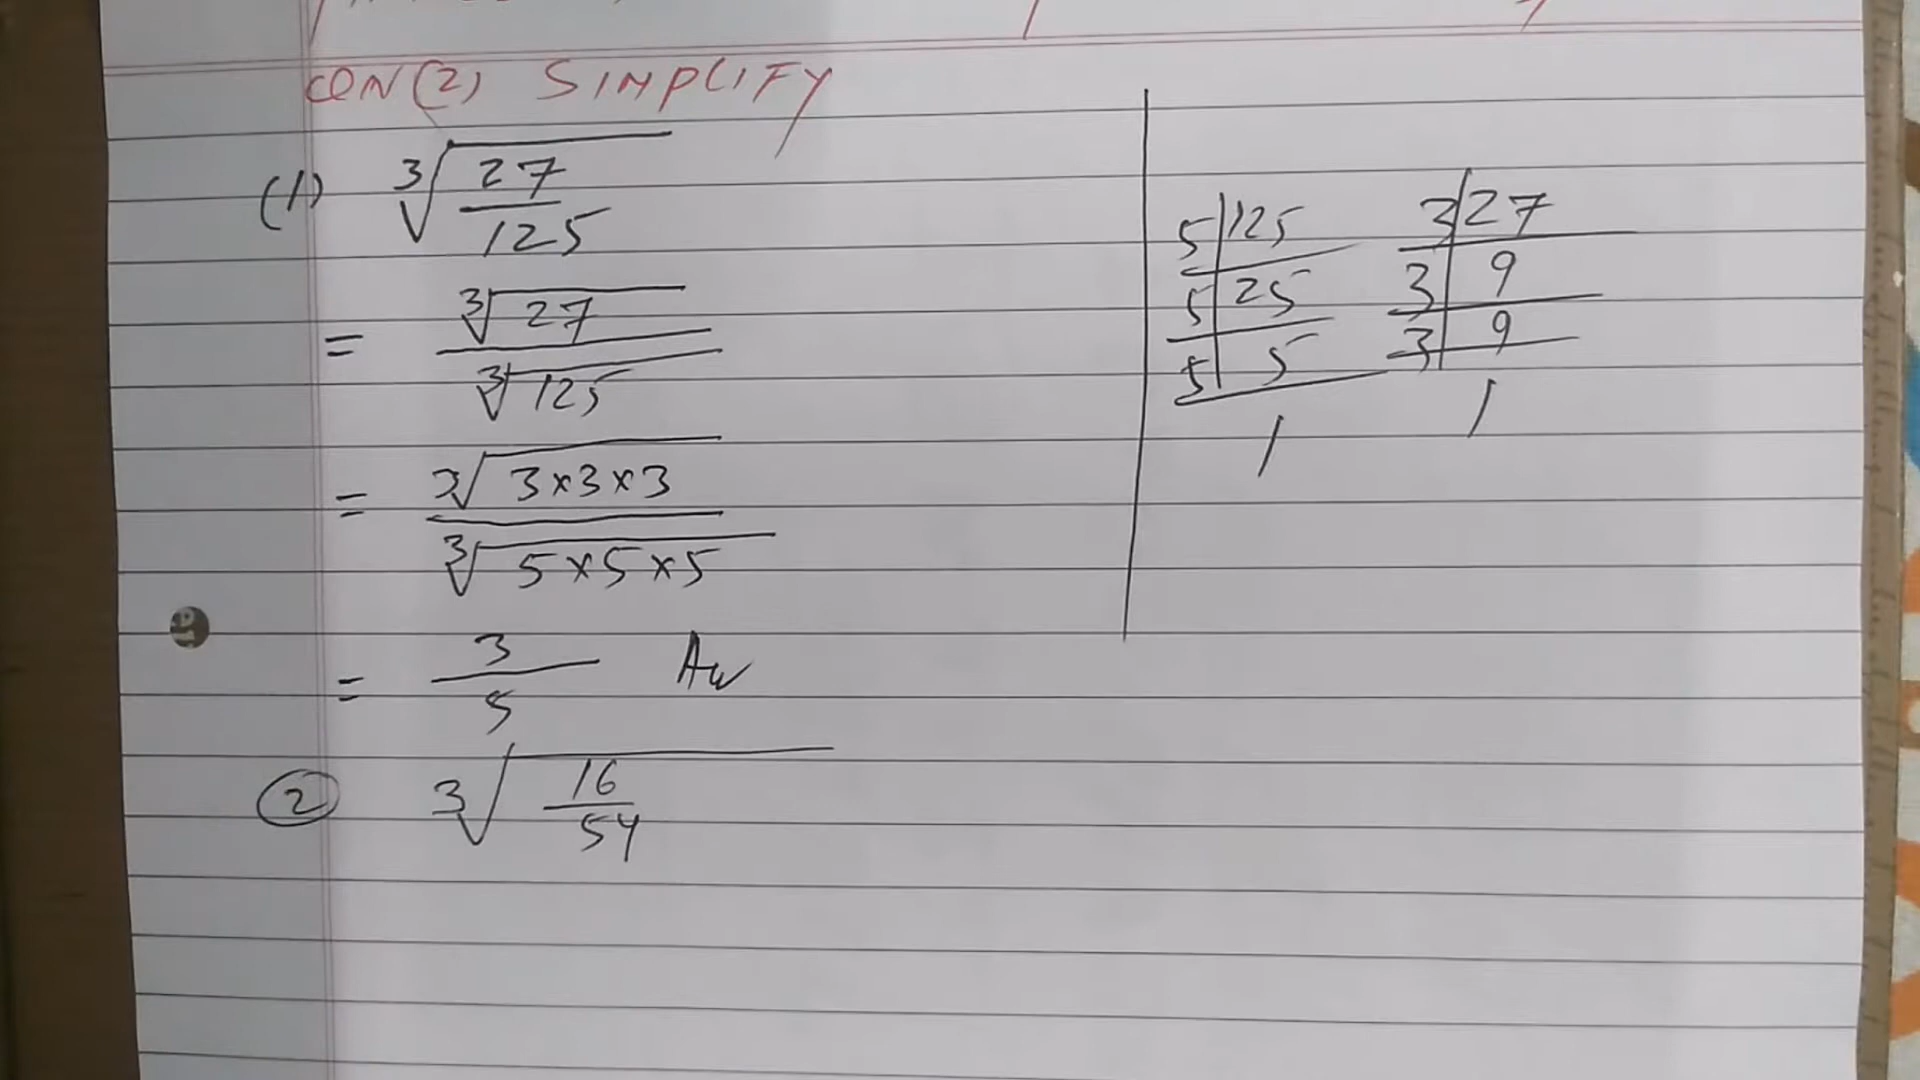 QN(2) SIMPLIFY
(1) ∛(27/125)
= ∛27 / ∛125
= ∛(3×3×3) / ∛(5×5×5)
= 3/5 Aw
(2) ∛(16/54)
5 | 125
5 | 25
5 | 5
1
3 | 27
3 | 9
3 | 9
1